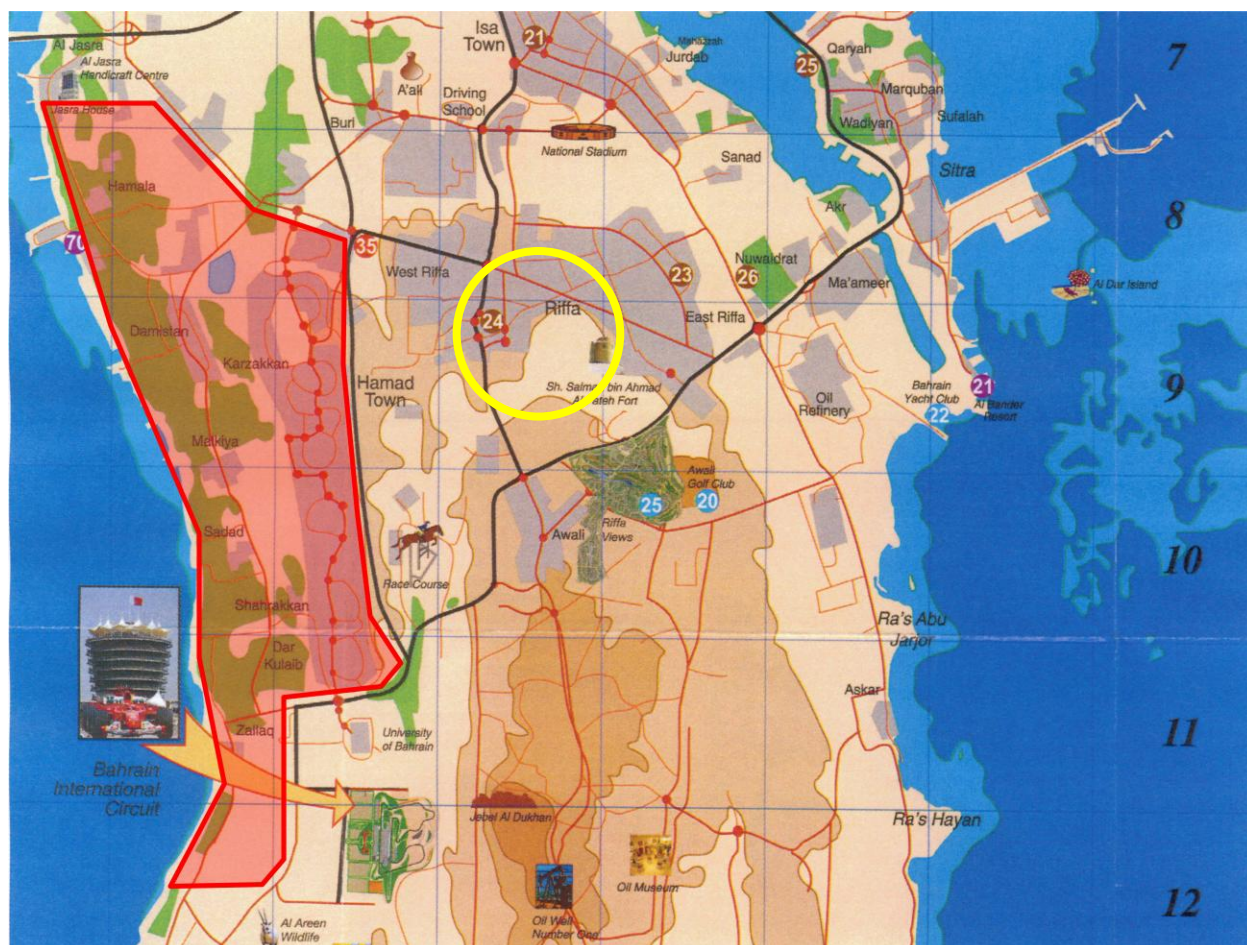 Al Jasra
Al Jasra
Handicraft Centre
Jasra House
A'ali
Buri
Isa
Town
21
Driving
School
Mahazzah
Jurdab
National Stadium
Sanad
25
Qaryah
Marquban
Wadiyan
Sufalah
Sitra
7
8
Hamala
70
35
West Riffa
Riffa
24
23
26
Nuwaidrat
Akr
Ma'ameer
East Riffa
Al Dar Island
Damistan
Karzakkan
Hamad
Town
Sh. Salman bin Ahmad
Al Fateh Fort
Oil
Refinery
Bahrain
Yacht Club
22
21
Al Bander
Resort
9
Malkiya
Sadad
Awali
Golf Club
25
20
Riffa
Views
Awali
Race Course
10
Shahrakkan
Dar
Kulaib
Ra's Abu
Jarjor
Askar
Zallaq
University
of Bahrain
11
Bahrain
International
Circuit
Jebel Al Dukhan
Ra's Hayan
Oil Museum
Oil Well
Number One
Al Areen
Wildlife
12